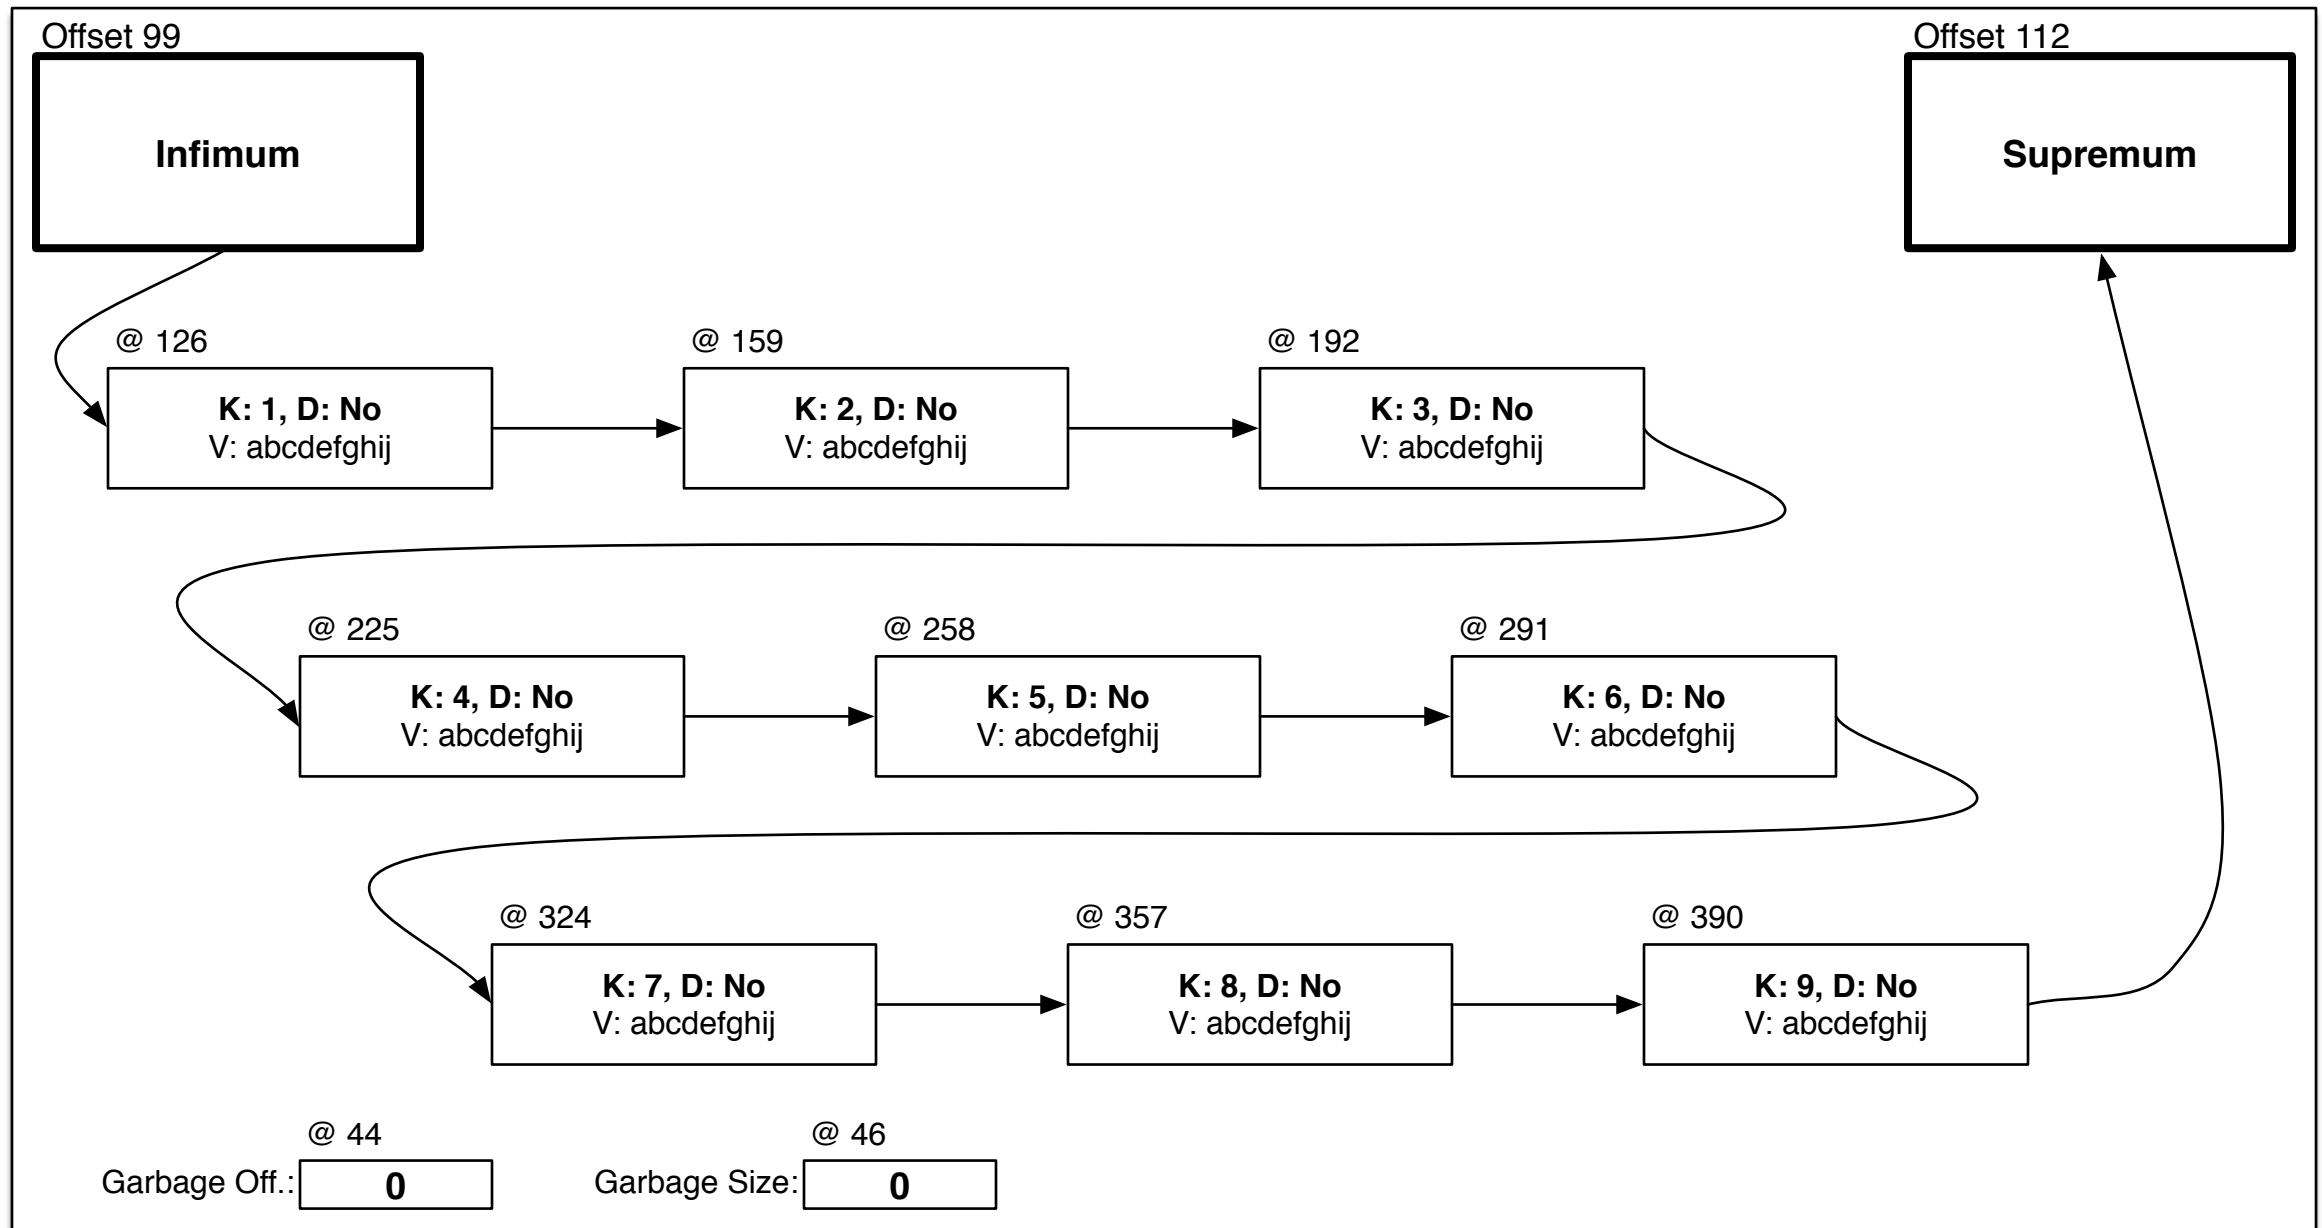 Offset 99
Offset 112
Infimum
Supremum
@ 126
@ 159
@ 192
K: 1, D: No
V: abcdefghij
K: 2, D: No
V: abcdefghij
K: 3, D: No
V: abcdefghij
@ 225
@ 258
@ 291
K: 4, D: No
V: abcdefghij
K: 5, D: No
V: abcdefghij
K: 6, D: No
V: abcdefghij
@ 324
@ 357
@ 390
K: 7, D: No
V: abcdefghij
K: 8, D: No
V: abcdefghij
K: 9, D: No
V: abcdefghij
@ 44
@ 46
Garbage Off.: 0
Garbage Size: 0